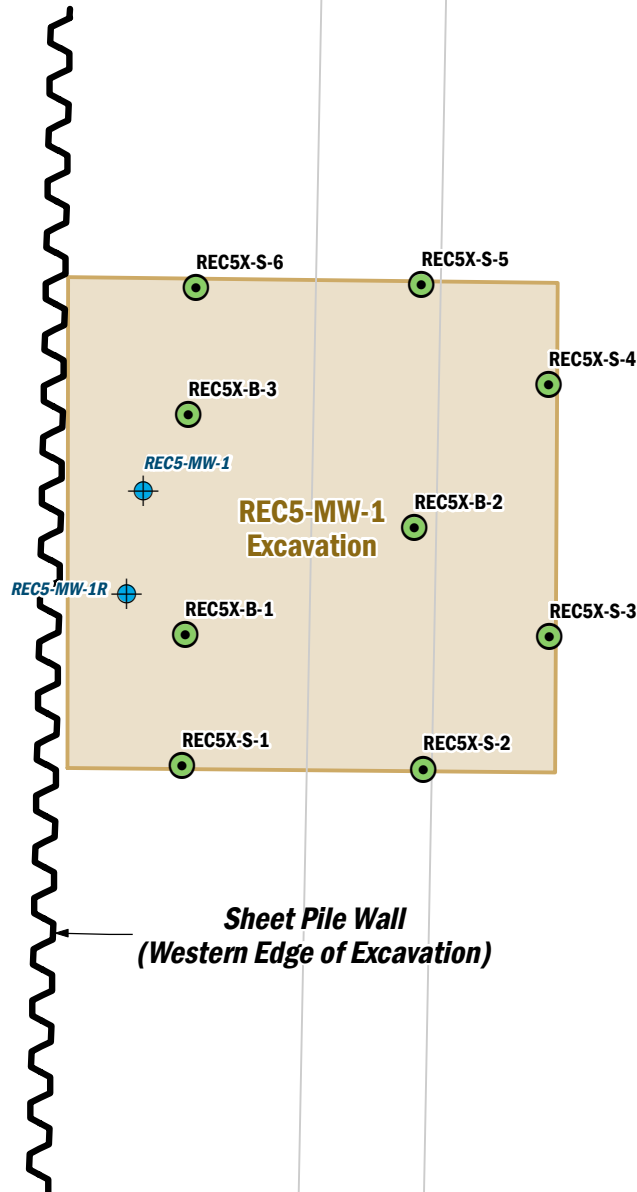 REC5X-S-6
REC5X-S-5
REC5X-S-4
REC5X-B-3
REC5-MW-1
REC5X-B-2
REC5-MW-1
Excavation
REC5-MW-1R
REC5X-B-1
REC5X-S-3
REC5X-S-1
REC5X-S-2
Sheet Pile Wall
(Western Edge of Excavation)